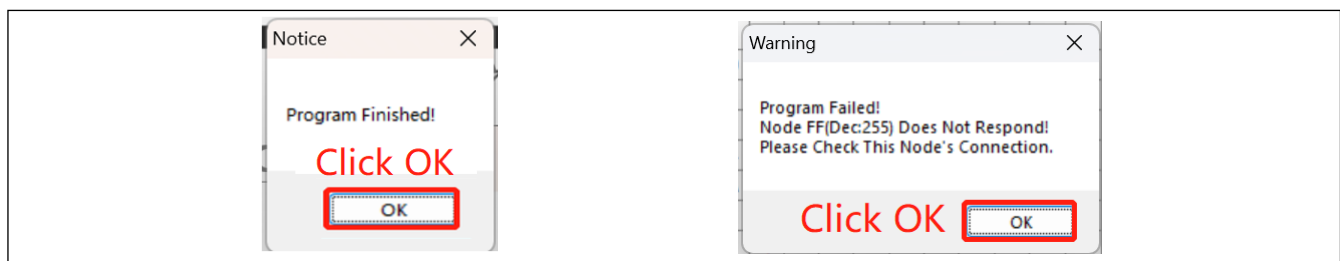 Notice
Program Finished!
Click OK
OK
Warning
Program Failed!
Node FF(Dec:255) Does Not Respond!
Please Check This Node's Connection.
Click OK
OK